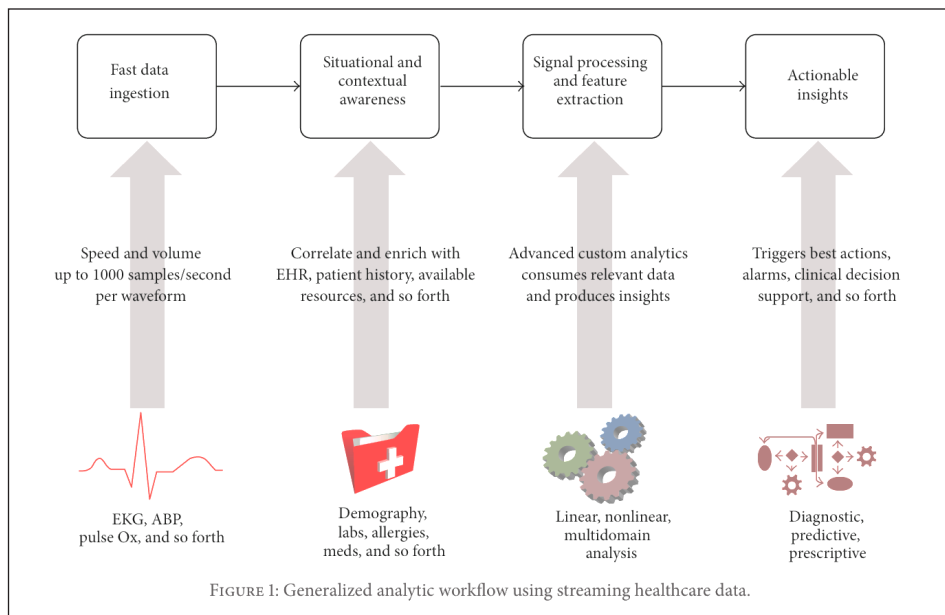 Fast data
ingestion
Situational and
contextual
awareness
Signal processing
and feature
extraction
Actionable
insights
Speed and volume
up to 1000 samples/second
per waveform
Correlate and enrich with
EHR, patient history, available
resources, and so forth
Advanced custom analytics
consumes relevant data
and produces insights
Triggers best actions,
alarms, clinical decision
support, and so forth
EKG, ABP,
pulse Ox, and so forth
Demography,
labs, allergies,
meds, and so forth
Linear, nonlinear,
multidomain
analysis
Diagnostic,
predictive,
prescriptive
FIGURE 1: Generalized analytic workflow using streaming healthcare data.